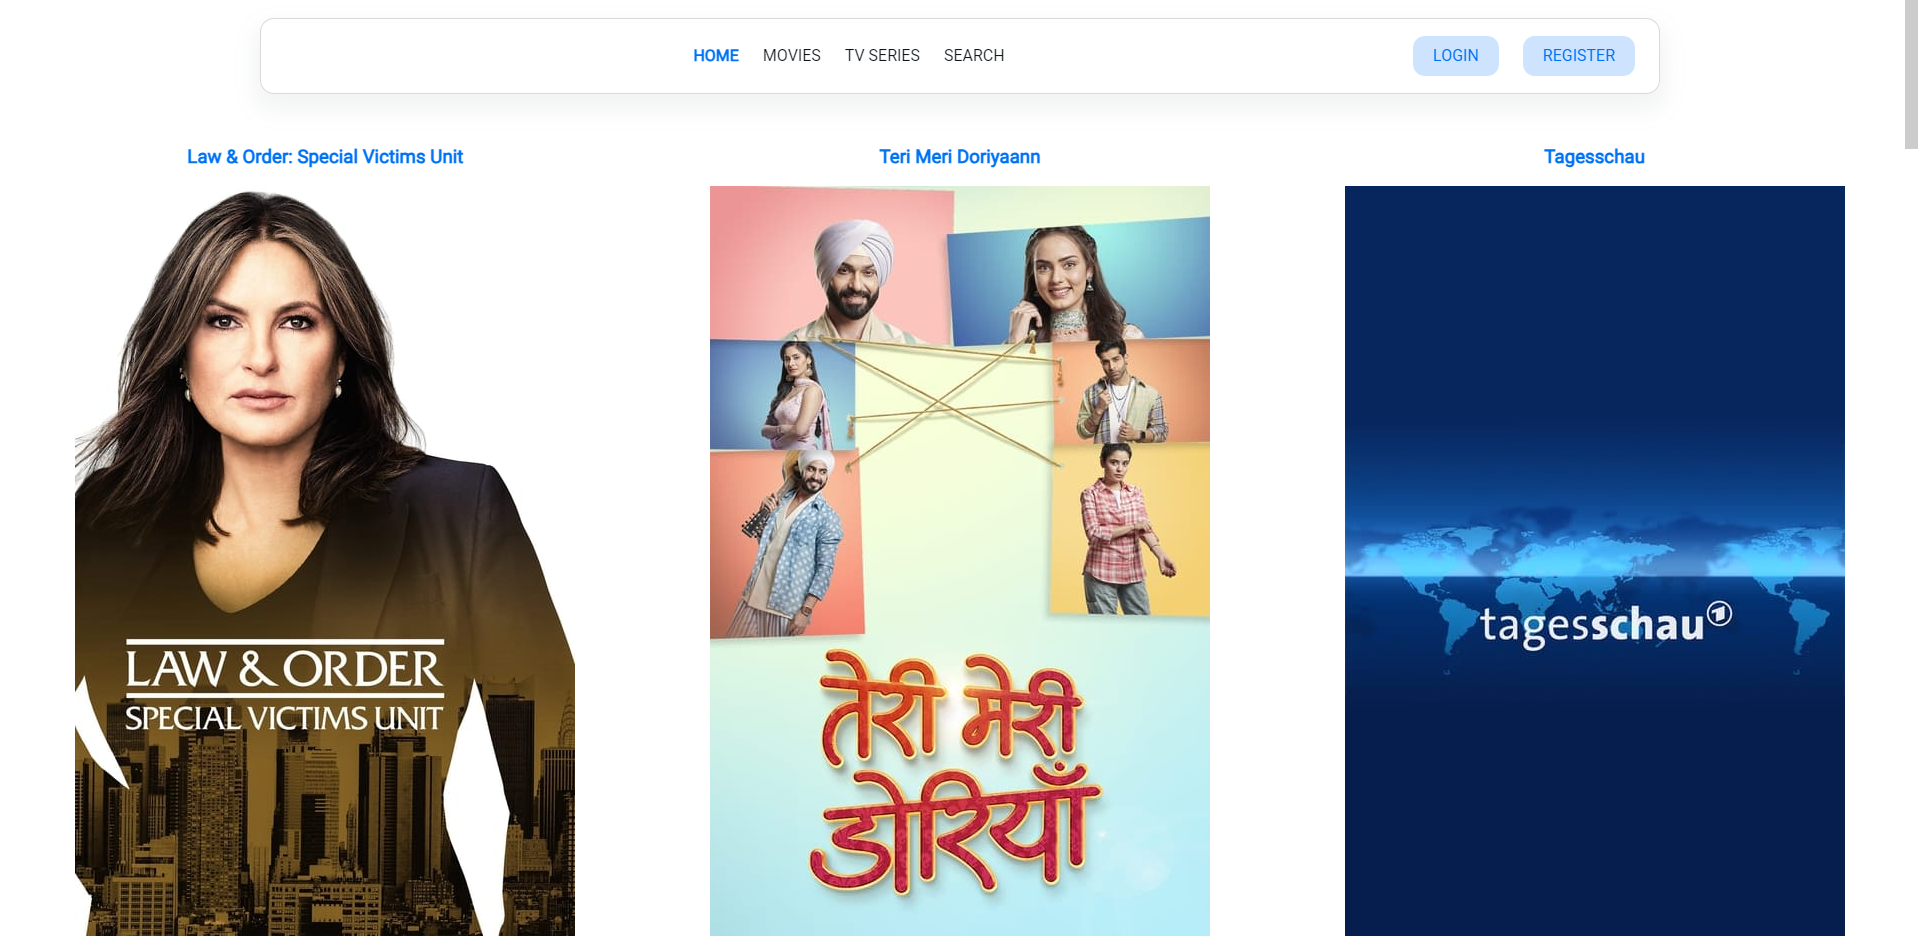 HOME MOVIES TV SERIES SEARCH LOGIN REGISTER
Law & Order: Special Victims Unit
Teri Meri Doriyaann
Tagesschau
LAW & ORDER
SPECIAL VICTIMS UNIT
तेरी मेरी
डोरियाँ
tagesschau